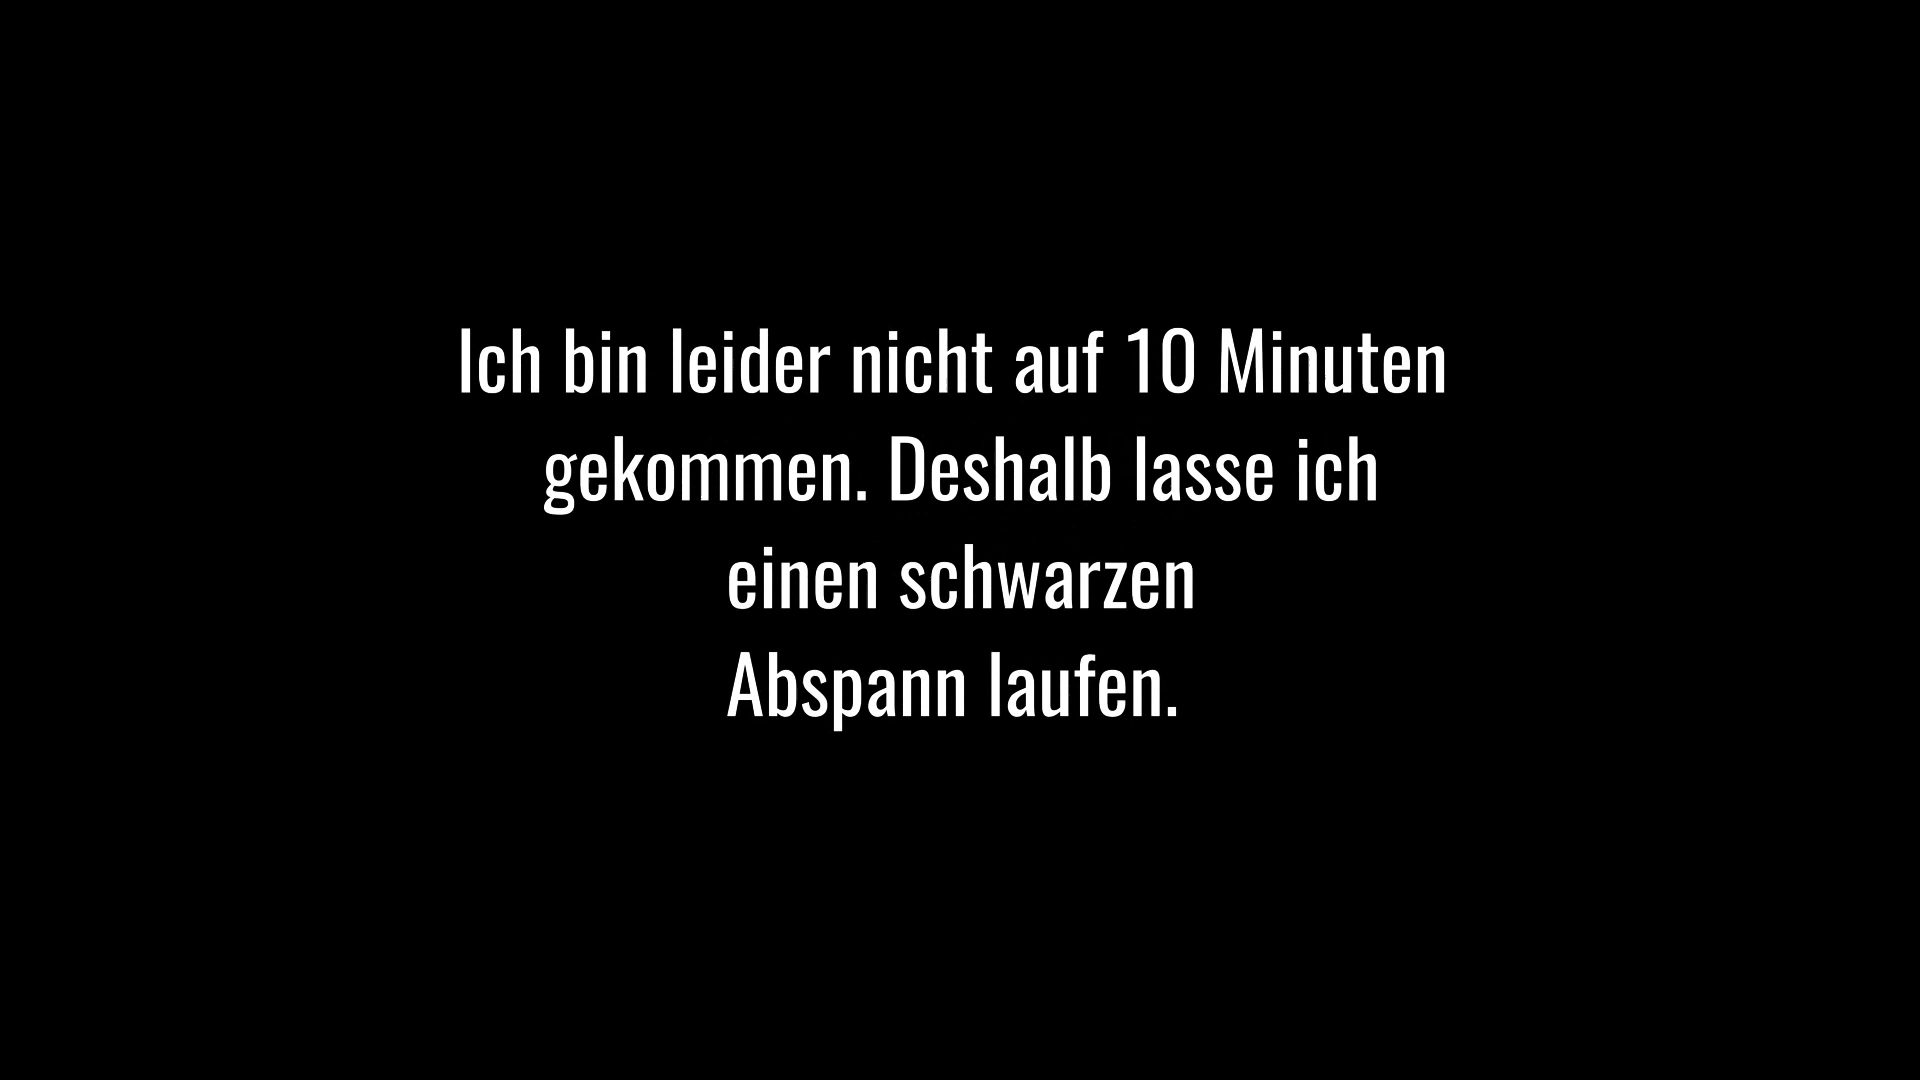 Ich bin leider nicht auf 10 Minuten
gekommen. Deshalb lasse ich
einen schwarzen
Abspann laufen.